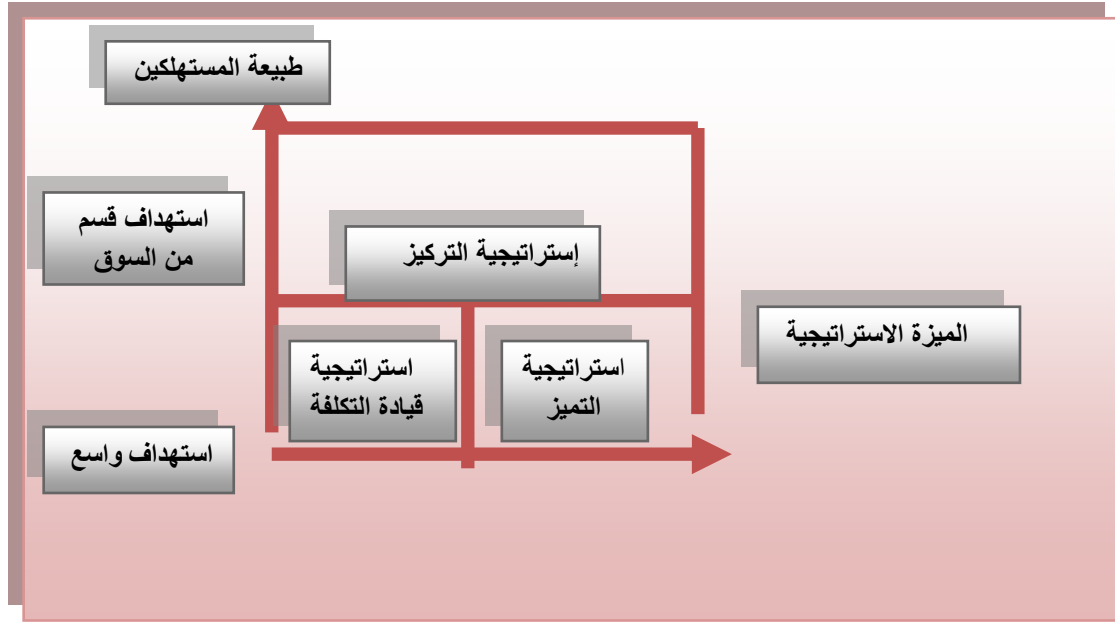 طبيعة المستهلكين
استهداف قسم
من السوق
إستراتيجية التركيز
الميزة الاستراتيجية
استراتيجية
التميز
استراتيجية
قيادة التكلفة
استهداف واسع